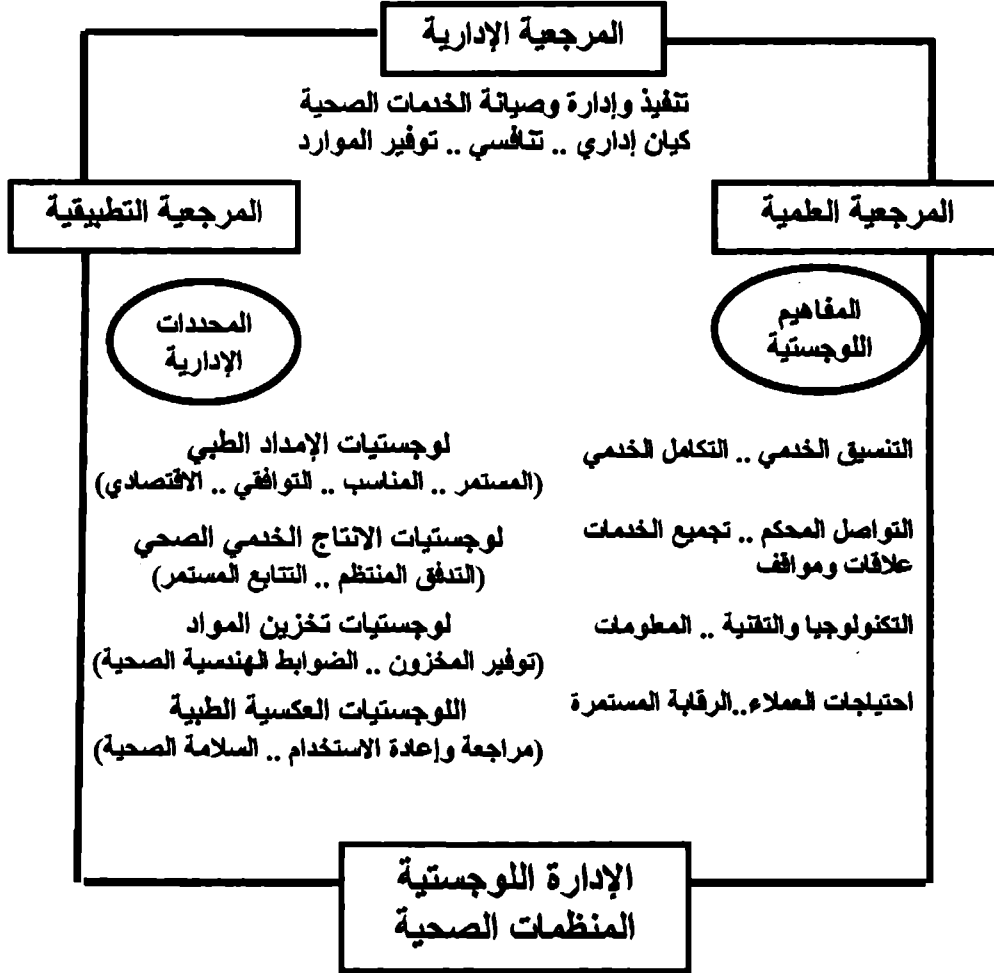 المرجعية الإدارية
تنفيذ وإدارة وصيانة الخدمات الصحية
كيان إداري .. تنافسي .. توفير الموارد
المرجعية العلمية
المرجعية التطبيقية
المفاهيم
اللوجستية
التنسيق الخدمي .. التكامل الخدمي
التواصل المحكم .. تجميع الخدمات
علاقات ومواقف
التكنولوجيا والتقنية .. المعلومات
احتياجات العملاء..الرقابة المستمرة
المحددات
الإدارية
لوجستيات الإمداد الطبي
(المستمر .. المناسب .. التوافقي .. الاقتصادي)
لوجستيات الانتاج الخدمي الصحي
(التدفق المنتظم .. التتابع المستمر)
لوجستيات تخزين المواد
(توفير المخزون .. الضوابط الهندسية الصحية)
اللوجستيات العكسية الطبية
(مراجعة وإعادة الاستخدام .. السلامة الصحية)
الإدارة اللوجستية
المنظمات الصحية